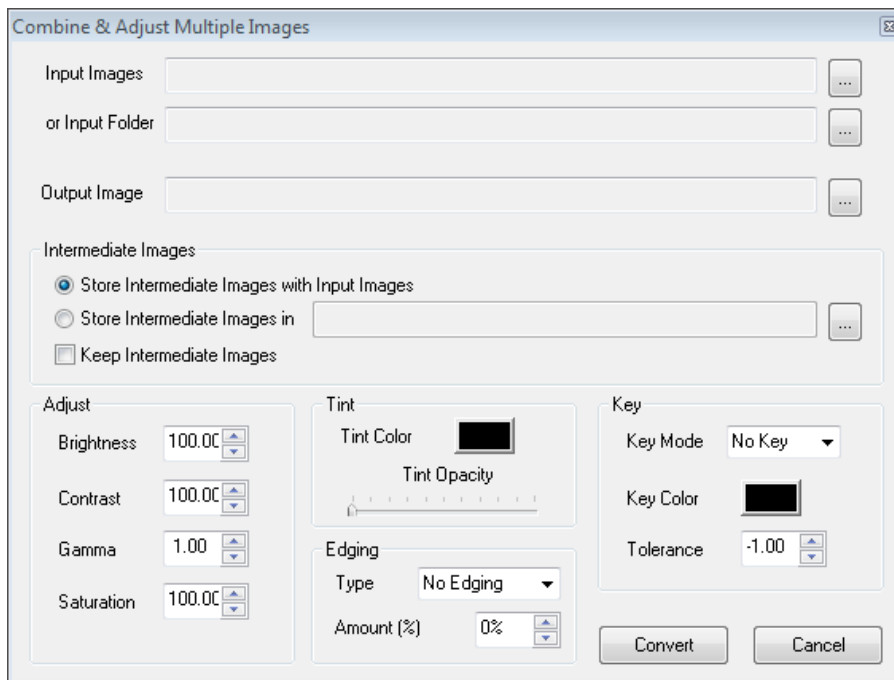 Combine & Adjust Multiple Images
Input Images
...
or Input Folder
...
Output Image
...
Intermediate Images
Store Intermediate Images with Input Images
Store Intermediate Images in
...
Keep Intermediate Images
Adjust
Brightness 100.00
Contrast 100.00
Gamma 1.00
Saturation 100.00
Tint
Tint Color
Tint Opacity
Edging
Type No Edging
Amount (%) 0%
Key
Key Mode No Key
Key Color
Tolerance -1.00
Convert Cancel